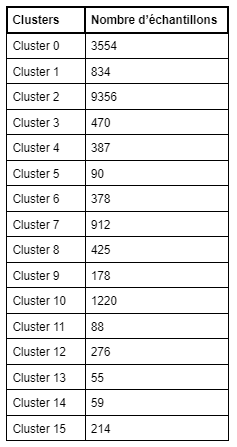 Clusters Nombre d'échantillons
Cluster 0 3554
Cluster 1 834
Cluster 2 9356
Cluster 3 470
Cluster 4 387
Cluster 5 90
Cluster 6 378
Cluster 7 912
Cluster 8 425
Cluster 9 178
Cluster 10 1220
Cluster 11 88
Cluster 12 276
Cluster 13 55
Cluster 14 59
Cluster 15 214